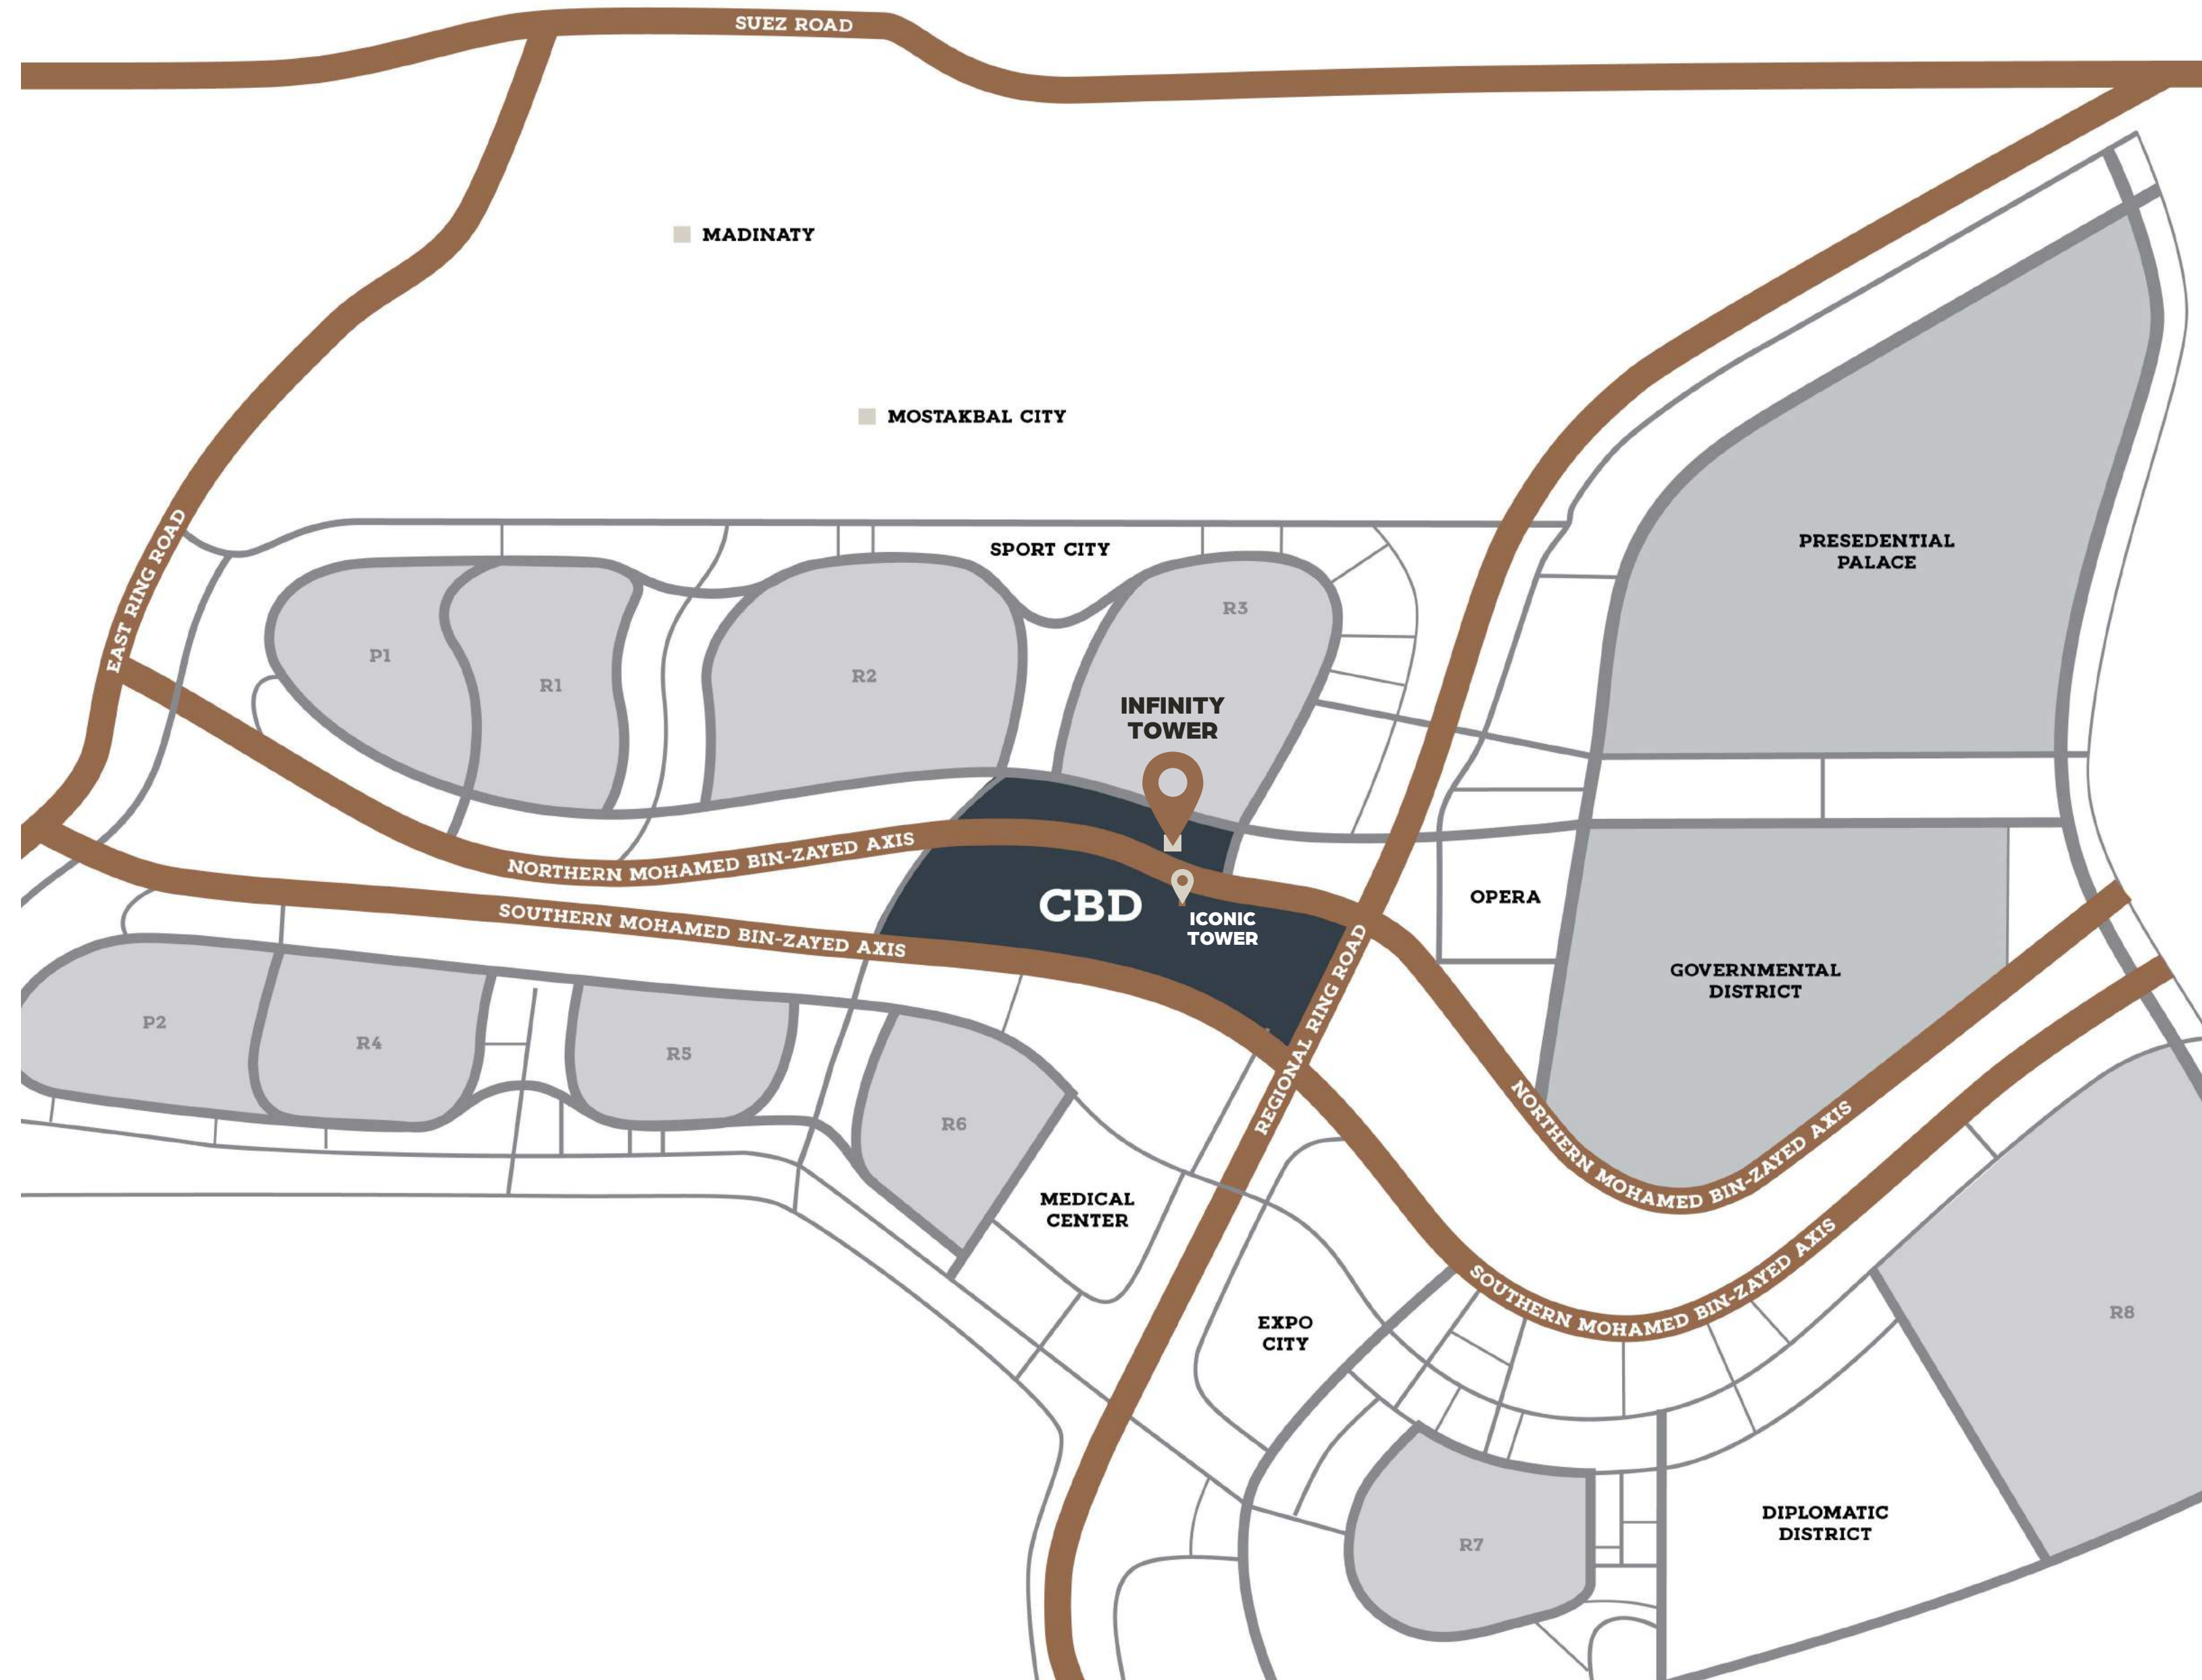 SUEZ ROAD
MADINATY
MOSTAKBAL CITY
EAST RING ROAD
SPORT CITY
PRESEDENTIAL
PALACE
P1
R1
R2
R3
INFINITY
TOWER
NORTHERN MOHAMED BIN-ZAYED AXIS
SOUTHERN MOHAMED BIN-ZAYED AXIS
CBD
ICONIC
TOWER
OPERA
REGIONAL RING ROAD
GOVERNMENTAL
DISTRICT
P2
R4
R5
R6
NORTHERN MOHAMED BIN-ZAYED AXIS
MEDICAL
CENTER
SOUTHERN MOHAMED BIN-ZAYED AXIS
EXPO
CITY
R8
R7
DIPLOMATIC
DISTRICT